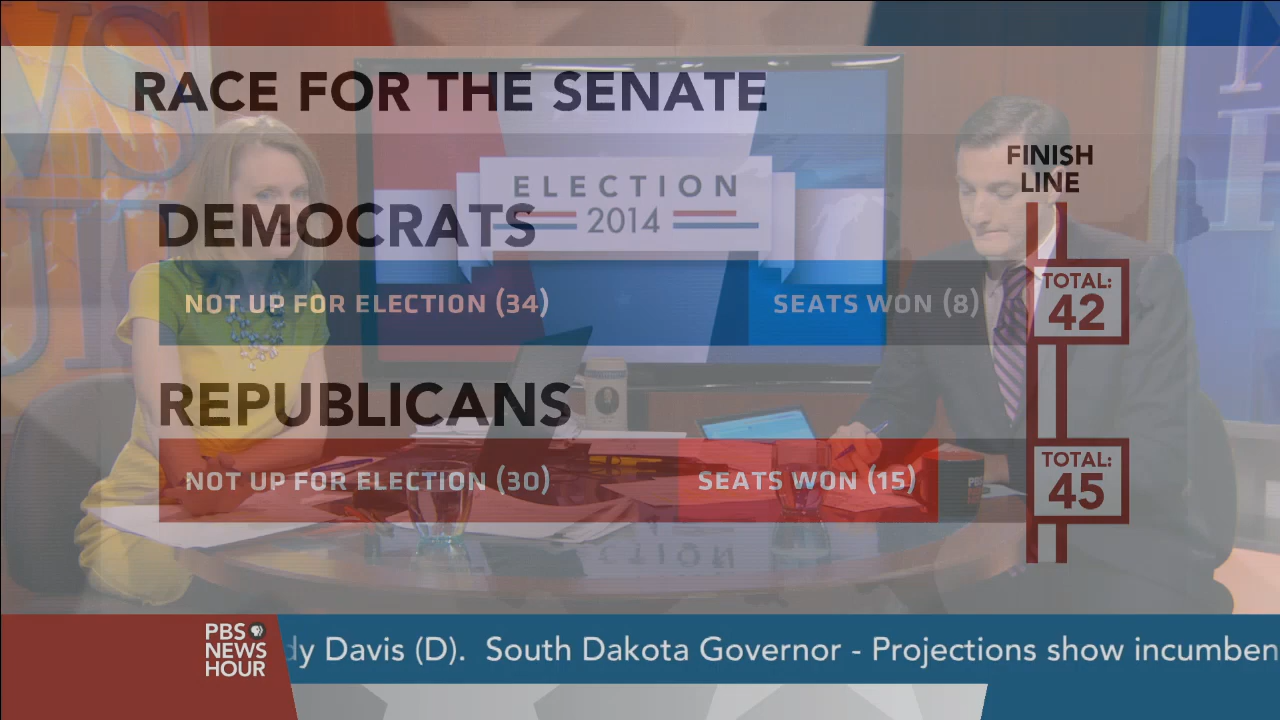 RACE FOR THE SENATE
FINISH
LINE
ELECTION
2014
DEMOCRATS
NOT UP FOR ELECTION (34)
SEATS WON (8)
TOTAL:
42
REPUBLICANS
NOT UP FOR ELECTION (30)
SEATS WON (15)
TOTAL:
45
PBS
NEWS
HOUR
dy Davis (D). South Dakota Governor - Projections show incumben